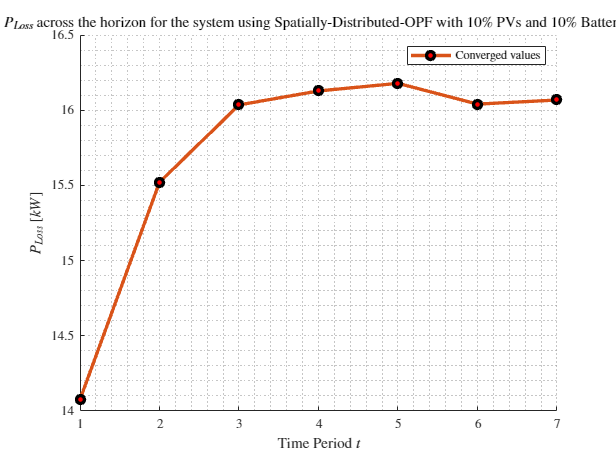 P_Loss across the horizon for the system using Spatially-Distributed-OPF with 10% PVs and 10% Batter
16.5
Converged values
16
15.5
P_Loss [kW]
15
14.5
14
1 2 3 4 5 6 7
Time Period t